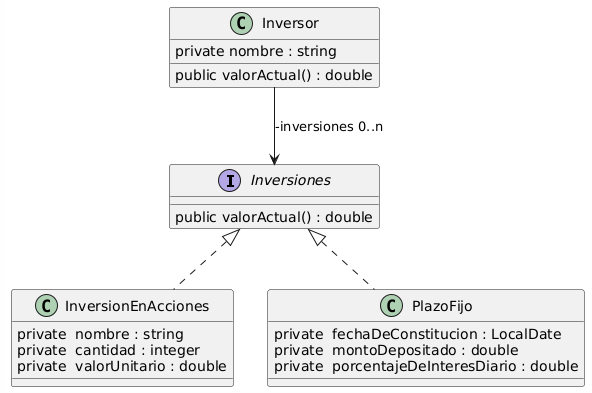 C Inversor
private nombre : string
public valorActual() : double
-inversiones 0..n
I Inversiones
public valorActual() : double
C InversionEnAcciones
private nombre : string
private cantidad : integer
private valorUnitario : double
C PlazoFijo
private fechaDeConstitucion : LocalDate
private montoDepositado : double
private porcentajeDeInteresDiario : double